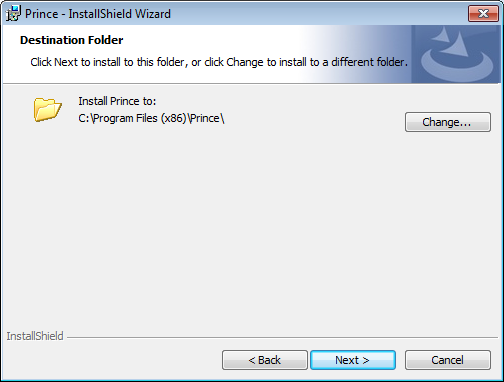 Prince - InstallShield Wizard
Destination Folder
Click Next to install to this folder, or click Change to install to a different folder.
Install Prince to:
C:\Program Files (x86)\Prince\
Change...
InstallShield
< Back
Next >
Cancel